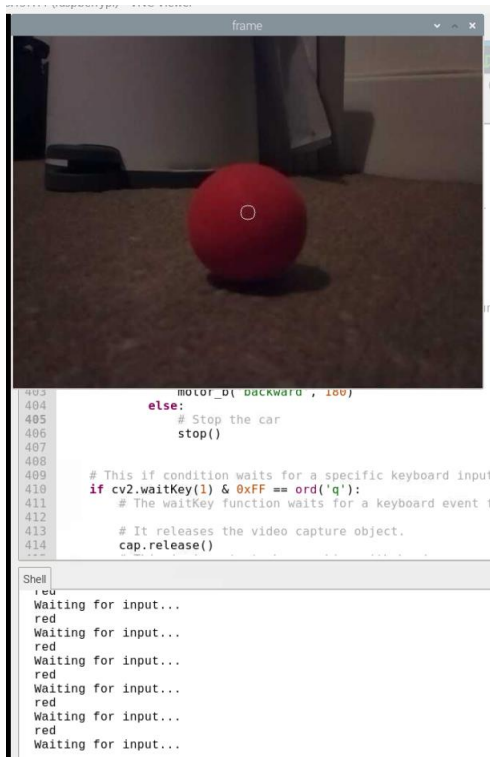 frame
403 motor_b('backward', 180)
404 else:
405 # Stop the car
406 stop()
407
408
409 # This if condition waits for a specific keyboard input
410 if cv2.waitKey(1) & 0xFF == ord('q'):
411 # The waitKey function waits for a keyboard event
412
413 # It releases the video capture object.
414 cap.release()
Shell
red
Waiting for input...
red
Waiting for input...
red
Waiting for input...
red
Waiting for input...
red
Waiting for input...
red
Waiting for input...